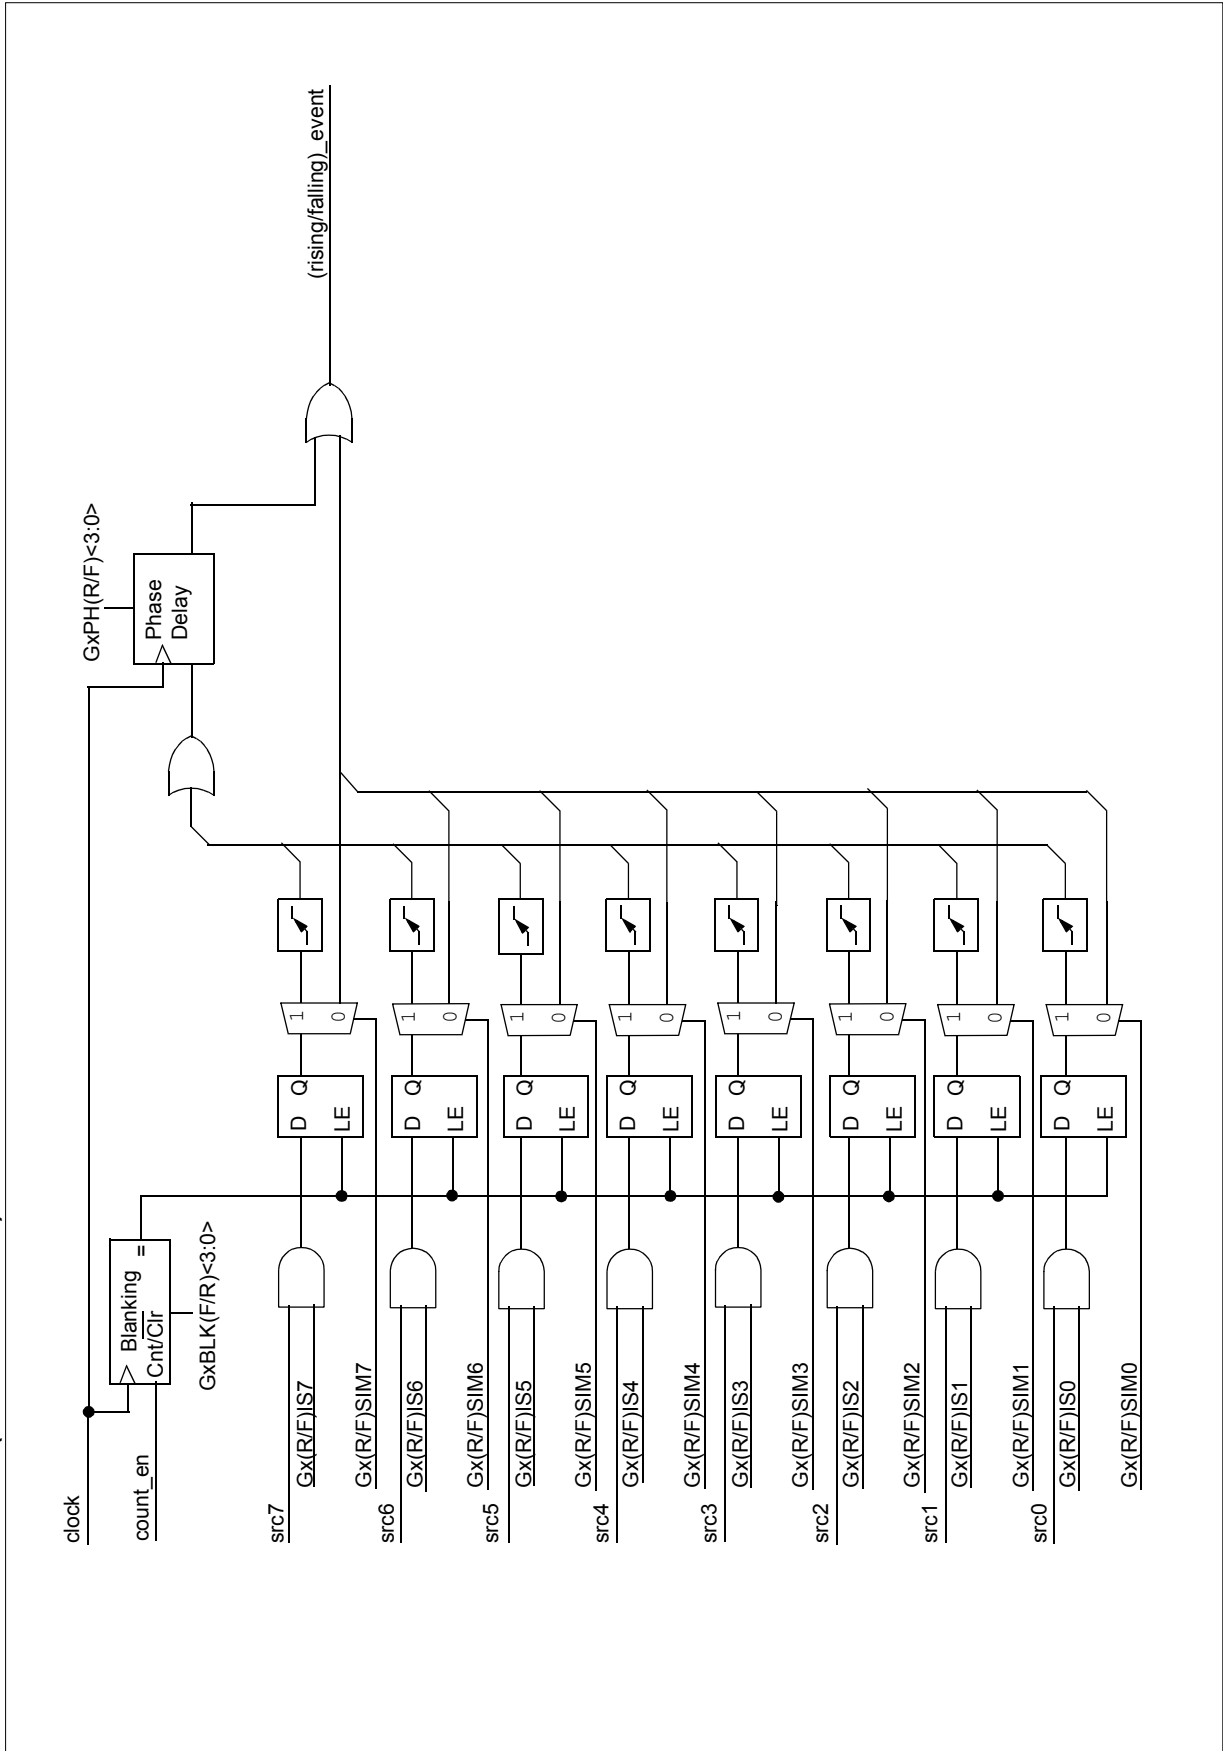 clock
GxPH(R/F)<3:0>
Blanking =
Cnt/Clr
count_en
Phase
Delay
GxBLK(F/R)<3:0>
(rising/falling)_event
src7
Gx(R/F)IS7
D Q
LE
1
0
Gx(R/F)SIM7
src6
Gx(R/F)IS6
D Q
LE
1
0
Gx(R/F)SIM6
src5
Gx(R/F)IS5
D Q
LE
1
0
Gx(R/F)SIM5
src4
Gx(R/F)IS4
D Q
LE
1
0
Gx(R/F)SIM4
src3
Gx(R/F)IS3
D Q
LE
1
0
Gx(R/F)SIM3
src2
Gx(R/F)IS2
D Q
LE
1
0
Gx(R/F)SIM2
src1
Gx(R/F)IS1
D Q
LE
1
0
Gx(R/F)SIM1
src0
Gx(R/F)IS0
D Q
LE
1
0
Gx(R/F)SIM0